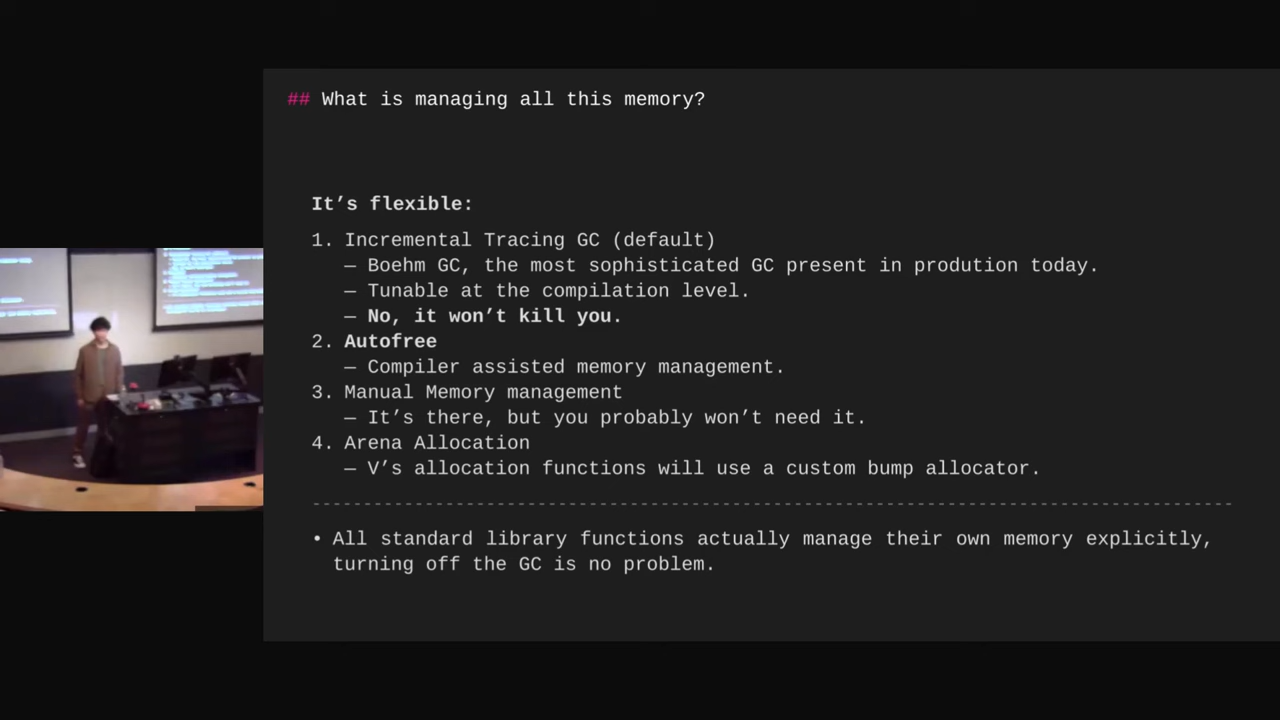 ## What is managing all this memory?
It’s flexible:
1. Incremental Tracing GC (default)
— Boehm GC, the most sophisticated GC present in prodution today.
— Tunable at the compilation level.
— No, it won’t kill you.
2. Autofree
— Compiler assisted memory management.
3. Manual Memory management
— It’s there, but you probably won’t need it.
4. Arena Allocation
— V’s allocation functions will use a custom bump allocator.
• All standard library functions actually manage their own memory explicitly,
turning off the GC is no problem.